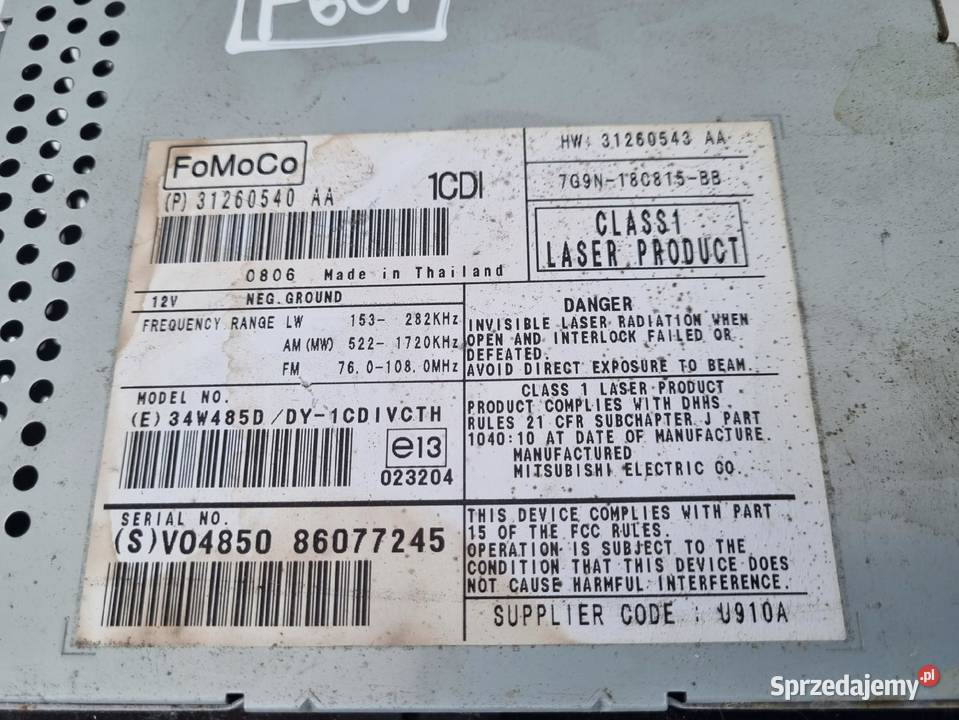 FoMoCo
(P) 31260540 AA
1CDI
0806 Made in Thailand
HW: 31260543 AA
7G9N-18C815-BB
CLASS1
LASER PRODUCT
12V NEG.GROUND
FREQUENCY RANGE LW 153- 282KHz
AM(MW) 522- 1720KHz
FM 76.0-108.0MHz
MODEL NO.
(E) 34W485D/DY-1CDIVCTH
e13
023204
SERIAL NO.
(S)V04850 86077245
DANGER
INVISIBLE LASER RADIATION WHEN
OPEN AND INTERLOCK FAILED OR
DEFEATED.
AVOID DIRECT EXPOSURE TO BEAM.
CLASS 1 LASER PRODUCT
PRODUCT COMPLIES WITH DHHS
RULES 21 CFR SUBCHAPTER J PART
1040:10 AT DATE OF MANUFACTURE.
MANUFACTURED
MITSUBISHI ELECTRIC CO.
THIS DEVICE COMPLIES WITH PART
15 OF THE FCC RULES.
OPERATION IS SUBJECT TO THE
CONDITION THAT THIS DEVICE DOES
NOT CAUSE HARMFUL INTERFERENCE.
SUPPLIER CODE : U910A
Sprzedajemy.pl